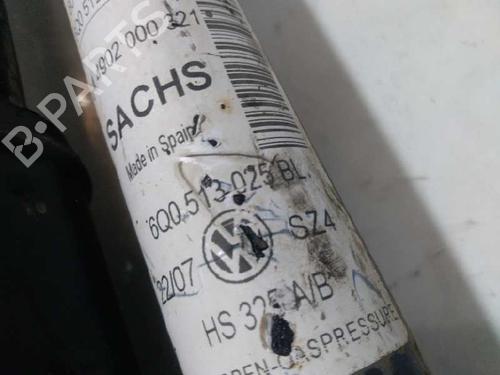 902 000 321
SACHS
Made in Spain
6Q0 513 025 BL
22/07
SZ4
HS 325 A/B
B-PARTS